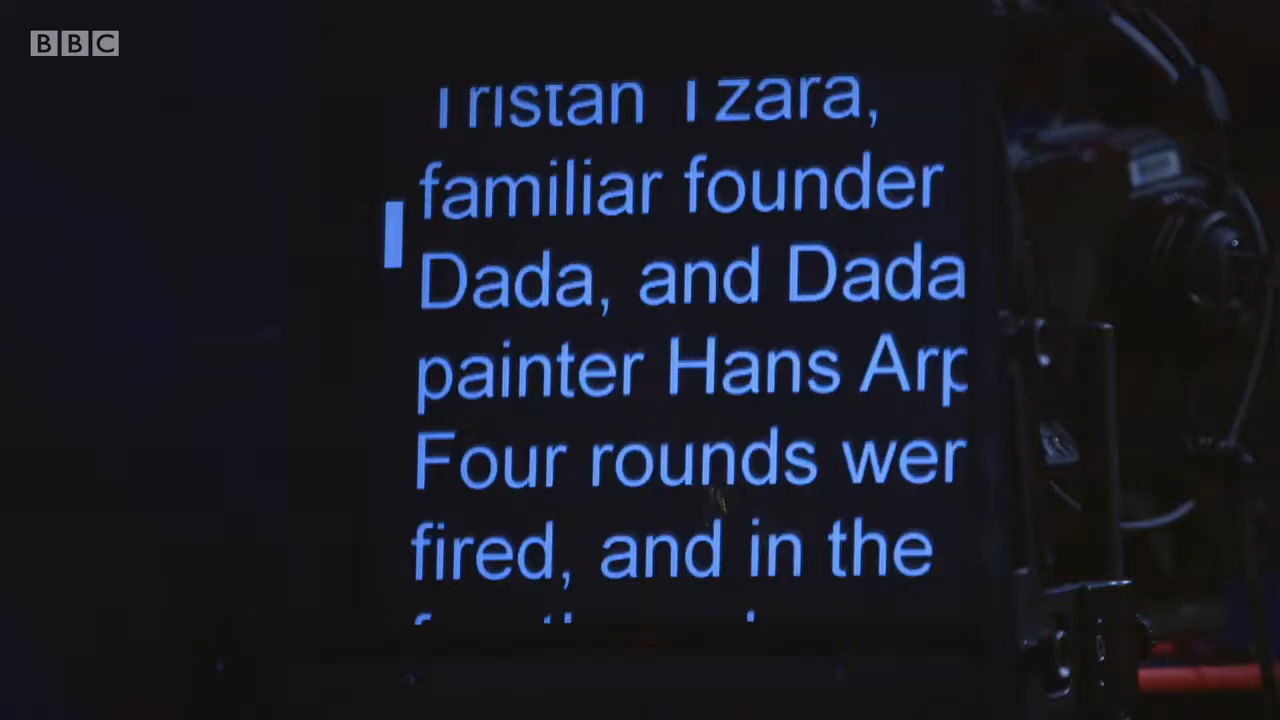 BBC
Tristan Tzara,
familiar founder
Dada, and Dada
painter Hans Arp
Four rounds wer
fired, and in the